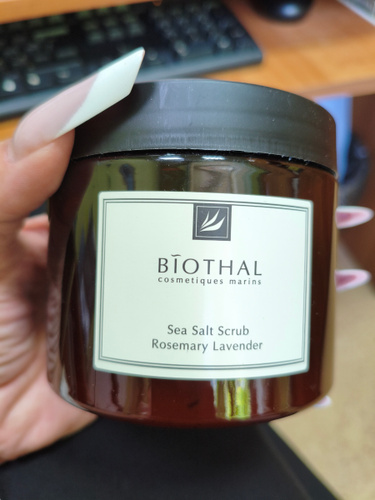 BIOTHAL
cosmetiques marins
Sea Salt Scrub
Rosemary Lavender